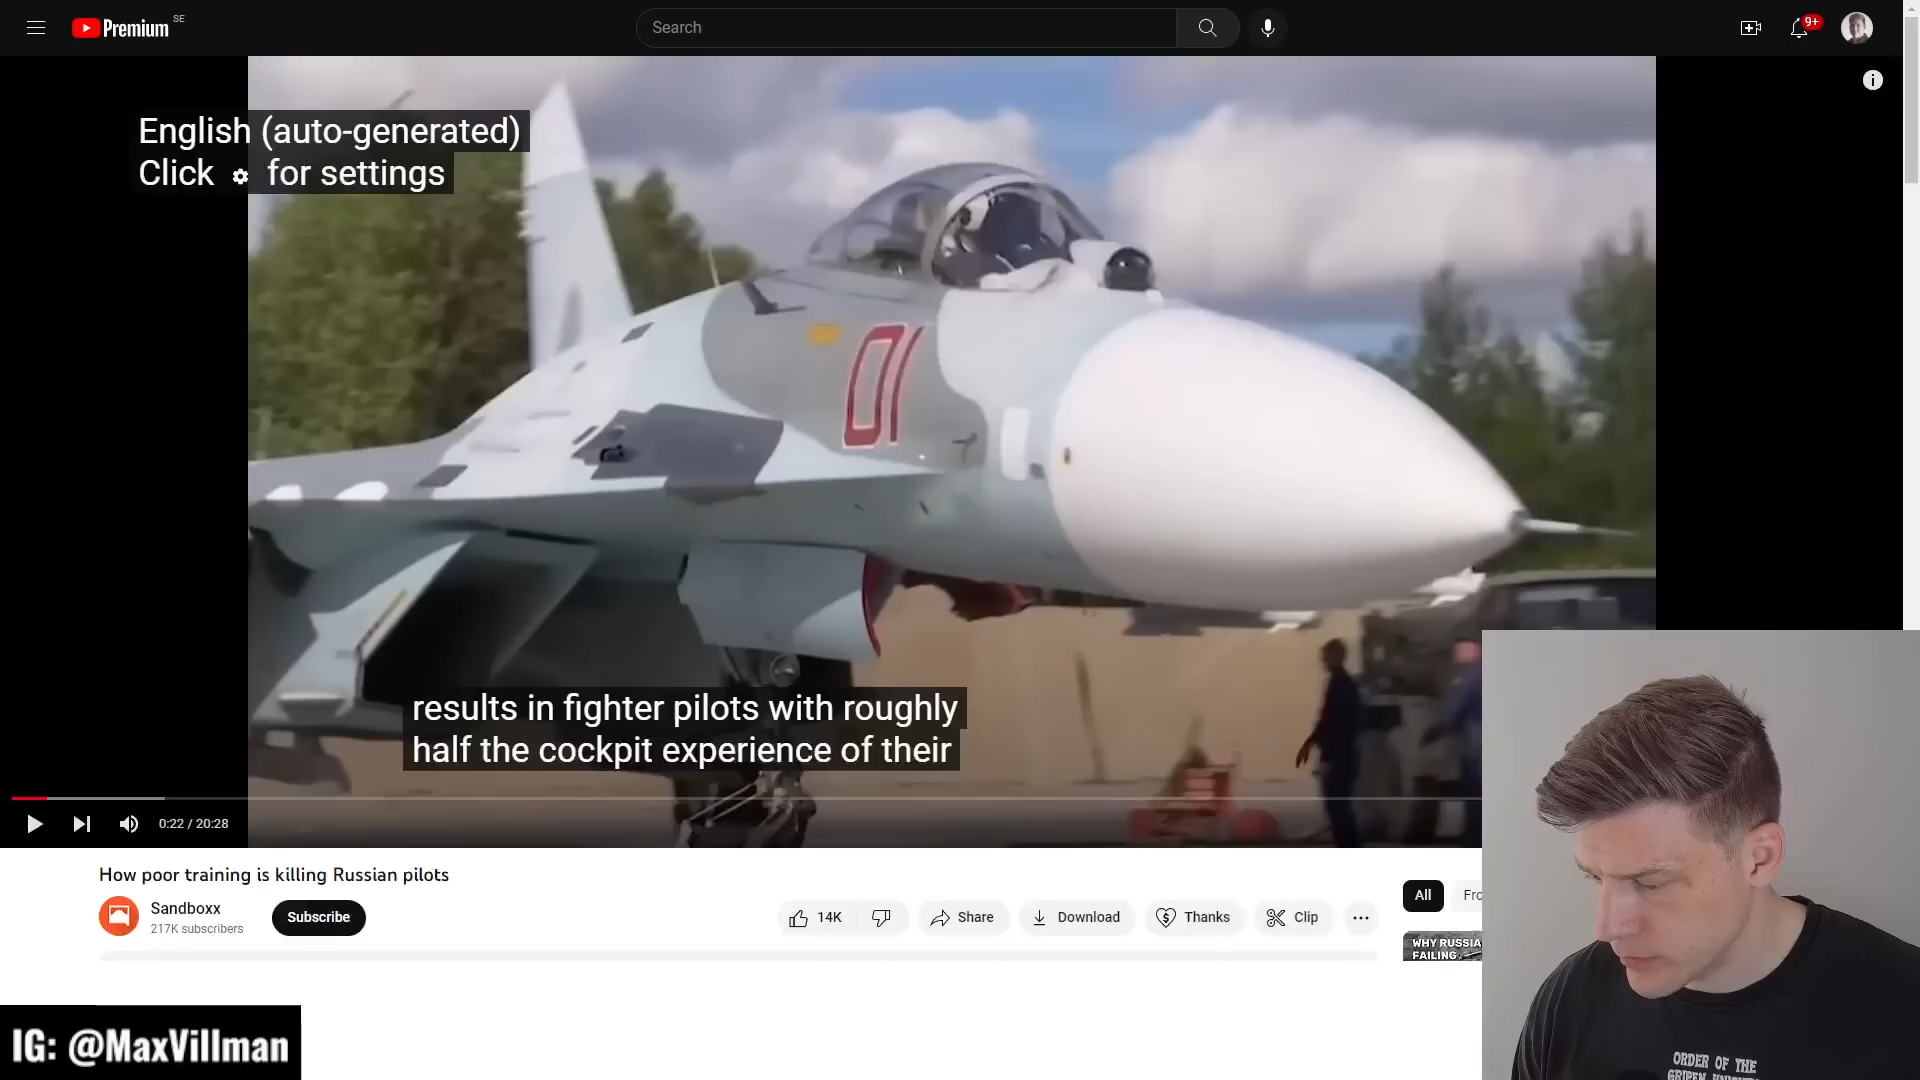 Premium SE
Search
9+
English (auto-generated)
Click for settings
01
results in fighter pilots with roughly
half the cockpit experience of their
0:22 / 20:28
How poor training is killing Russian pilots
Sandboxx
217K subscribers
Subscribe
14K
Share
Download
Thanks
Clip
All
Fro
WHY RUSSIA
FAILING
IG: @MaxVillman
ORDER OF THE
GRIPEN